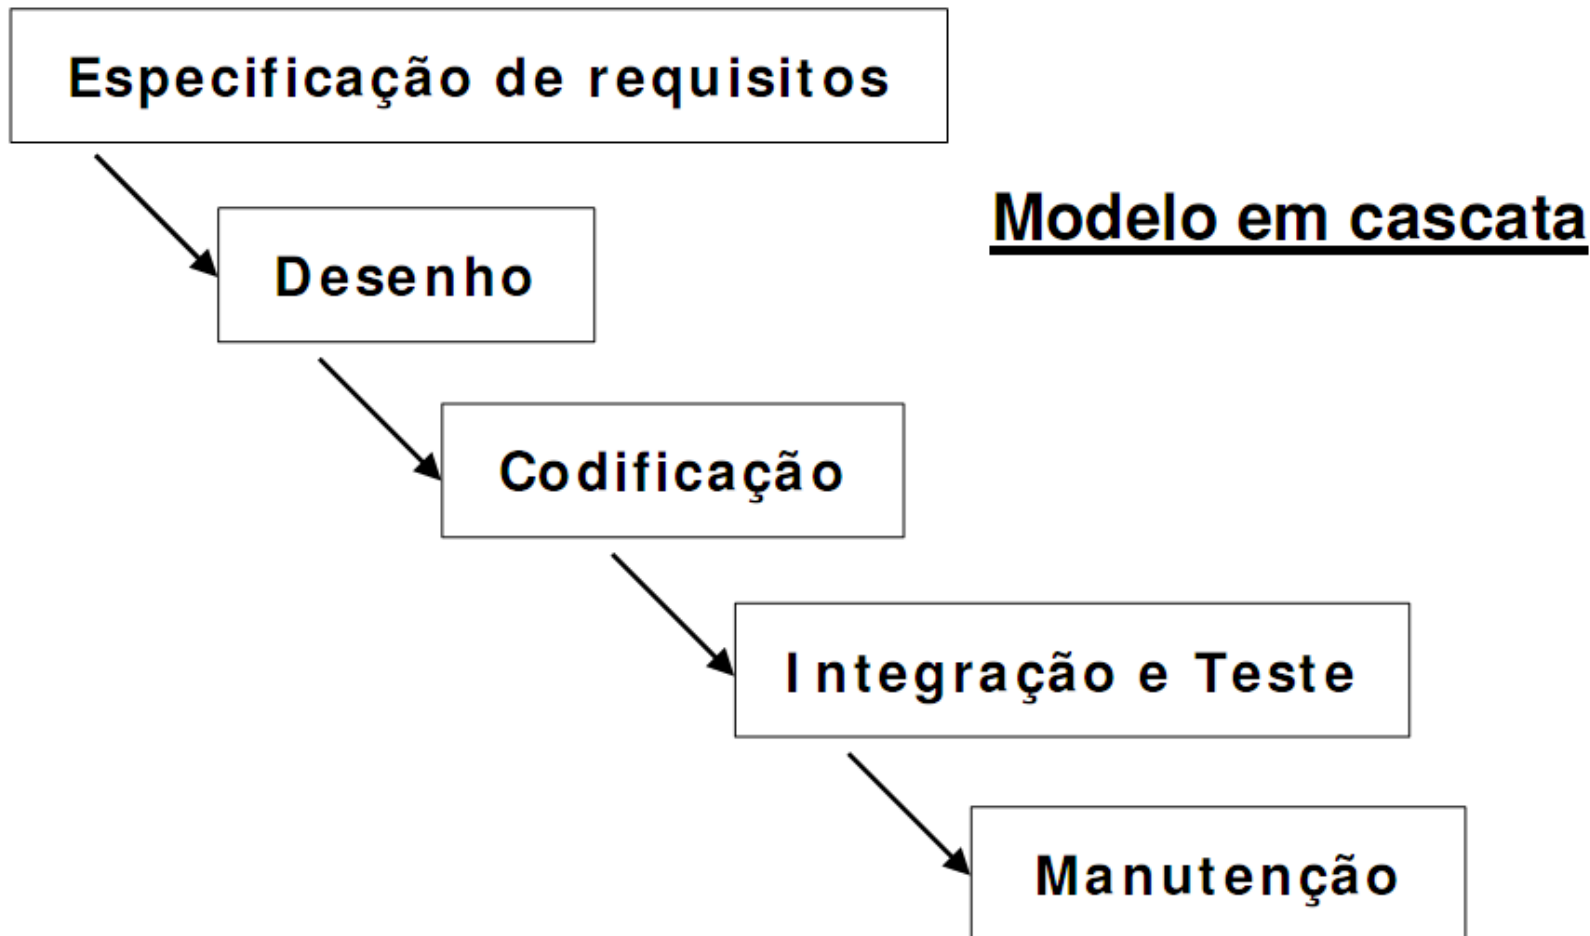 Especificação de requisitos
Modelo em cascata
Desenho
Codificação
Integração e Teste
Manutenção